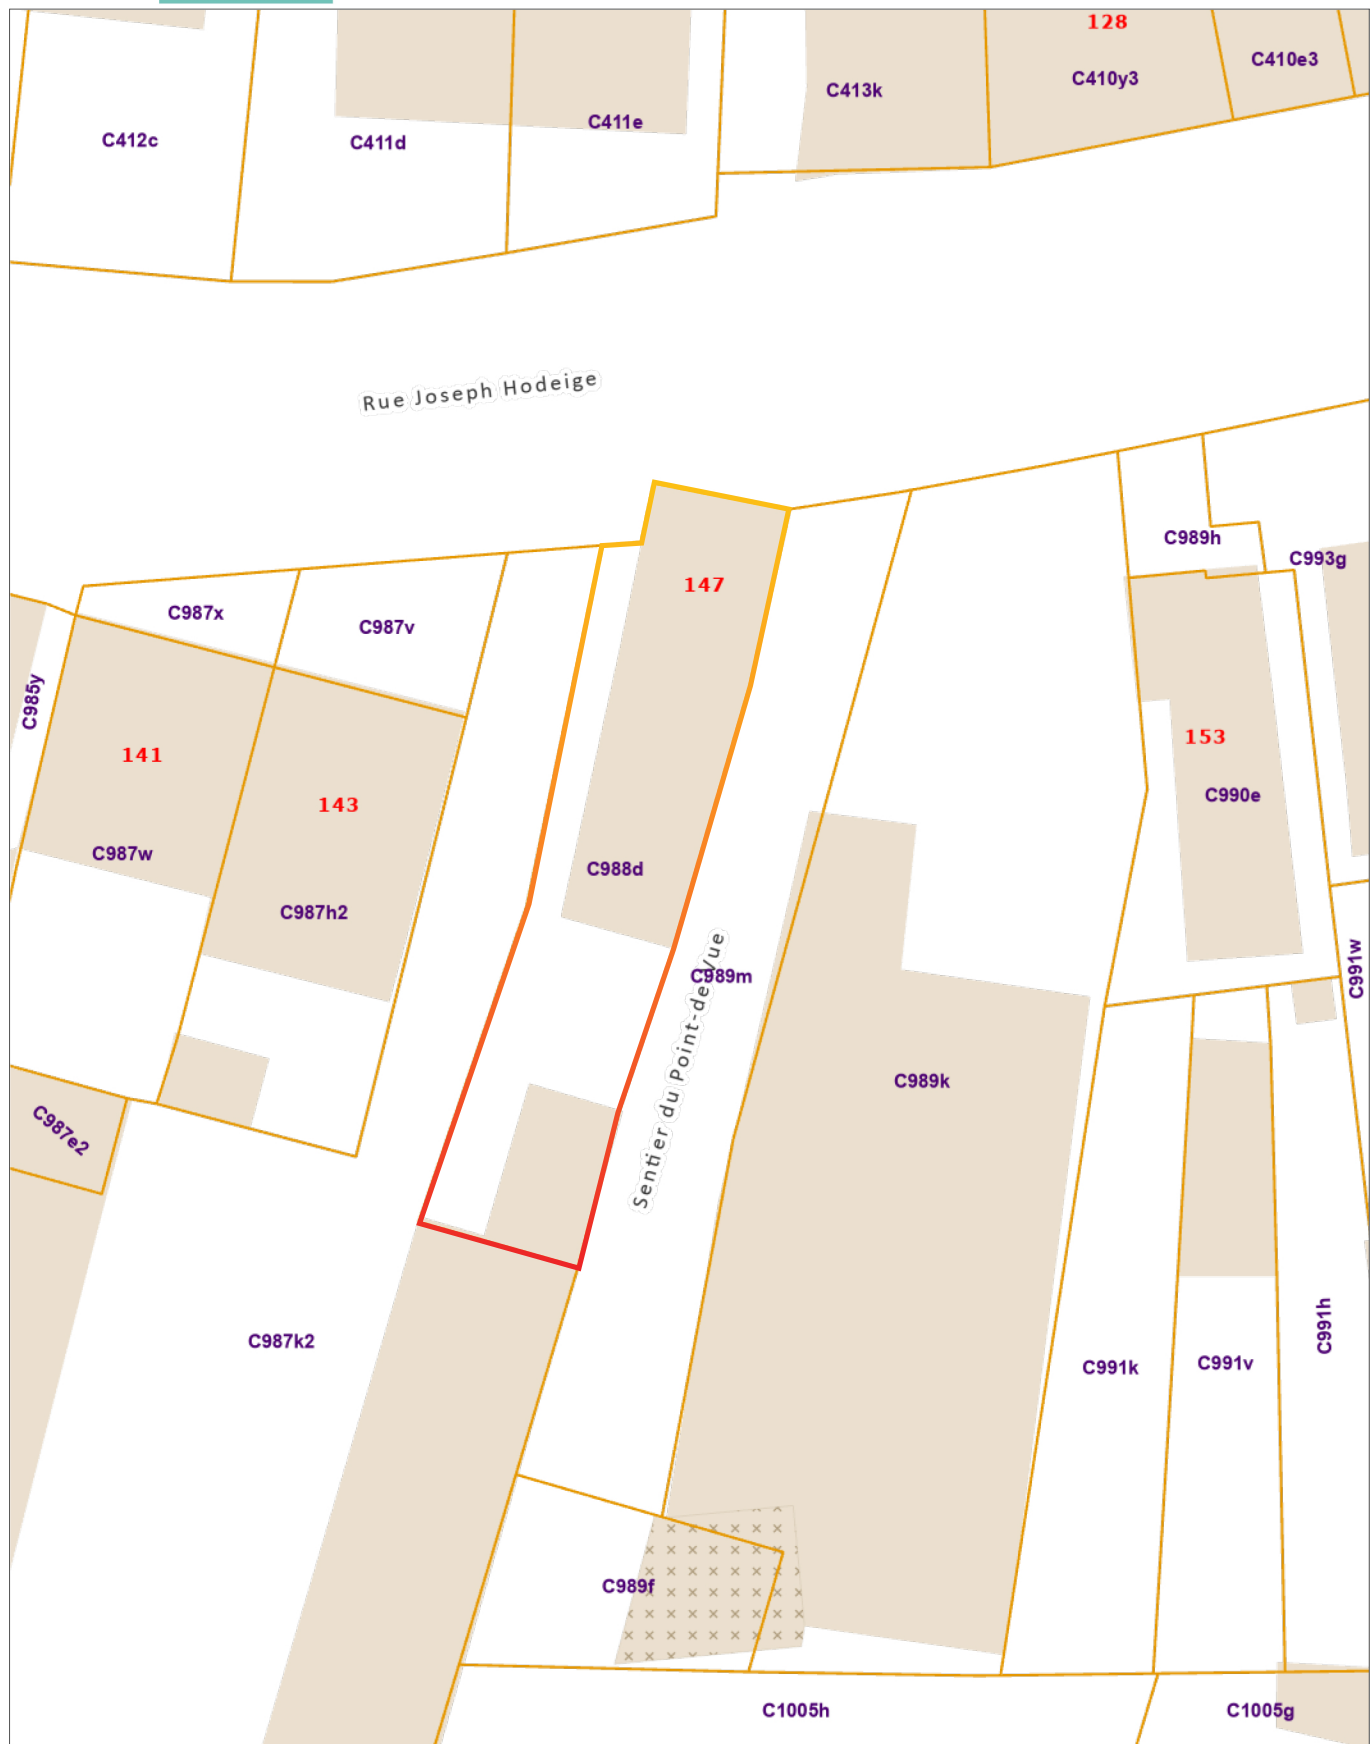 128
C410e3
C410y3
C413k
C411e
C412c
C411d
Rue Joseph Hodeige
C989h
C993g
147
C987x
C987v
C985y
153
141
C990e
143
C987w
C988d
C987h2
C989m
C991w
Sentier du Point-de-Vue
C989k
C987e2
C987k2
C991h
C991k
C991v
C989f
C1005h
C1005g